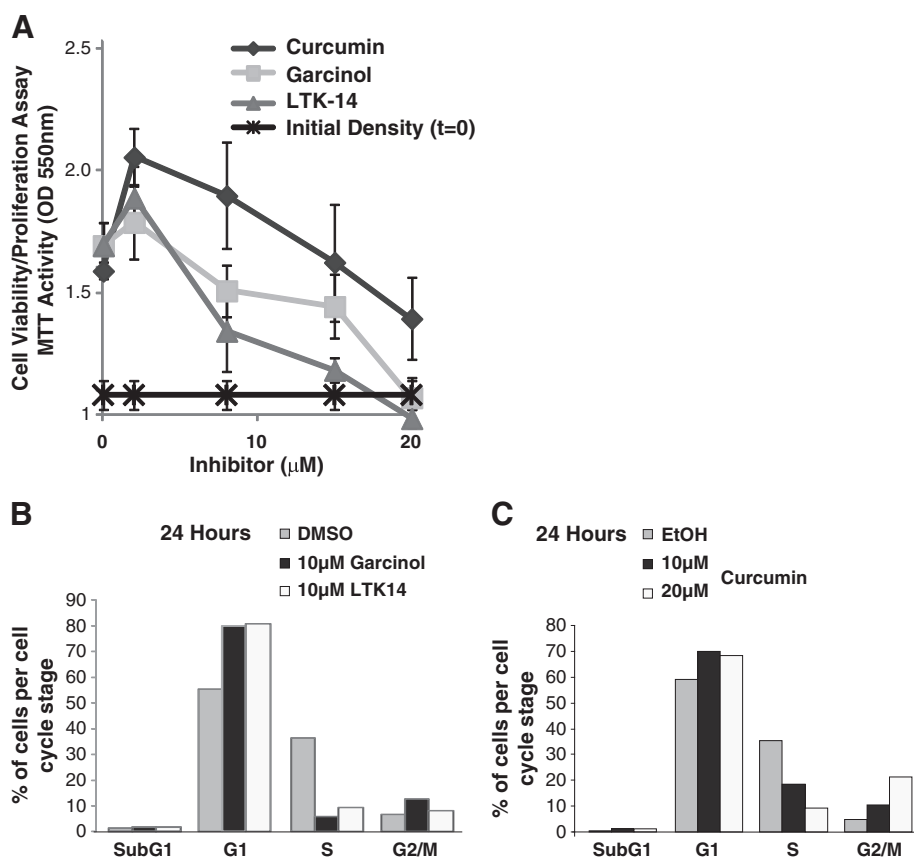 A
Cell Viability/Proliferation Assay
MTT Activity (OD 550nm)
2.5
2.0
1.5
1
0
10
20
Inhibitor (μM)
Curcumin
Garcinol
LTK-14
Initial Density (t=0)
B
24 Hours
DMSO
10μM Garcinol
10μM LTK14
% of cells per cell
cycle stage
90
80
70
60
50
40
30
20
10
0
SubG1
G1
S
G2/M
C
24 Hours
EtOH
10μM
20μM
Curcumin
% of cells per cell
cycle stage
80
70
60
50
40
30
20
10
0
SubG1
G1
S
G2/M